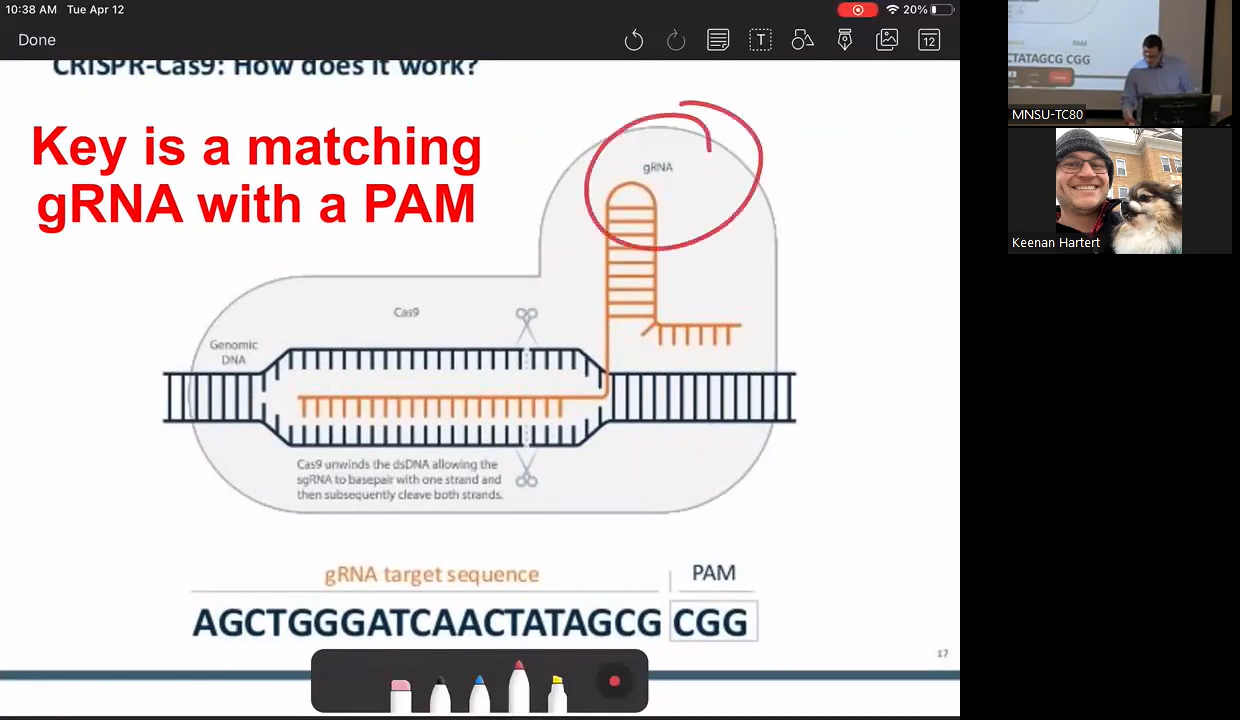 10:38 AM Tue Apr 12
20%
Done
T
12
CRISPR-Cas9: How does it work?
Key is a matching
gRNA with a PAM
gRNA
Cas9
Genomic
DNA
Cas9 unwinds the dsDNA allowing the
sgRNA to basepair with one strand and
then subsequently cleave both strands.
gRNA target sequence
PAM
AGCTGGGATCAACTATAGCG CGG
17
PAM
CTATAGCG CGG
MNSU-TC80
Keenan Hartert